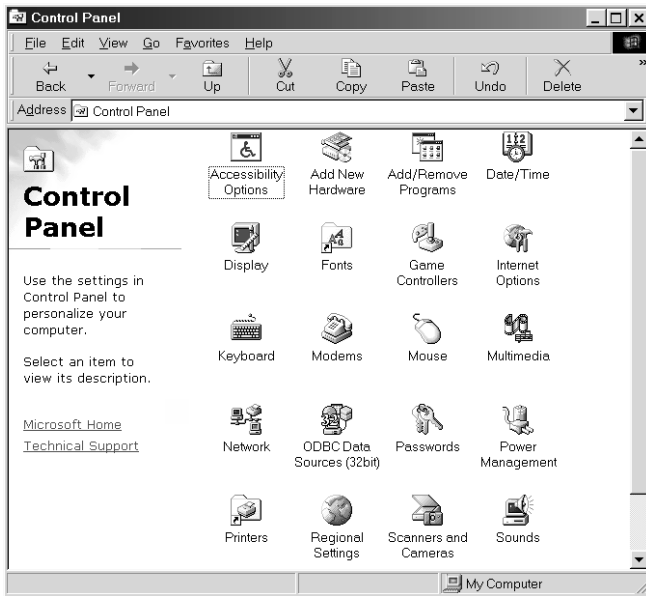 Control Panel
File Edit View Go Favorites Help
Back Forward Up Cut Copy Paste Undo Delete »
Address Control Panel
Control
Panel
Use the settings in
Control Panel to
personalize your
computer.
Select an item to
view its description.
Microsoft Home
Technical Support
Accessibility
Options
Add New
Hardware
Add/Remove
Programs
Date/Time
Display
Fonts
Game
Controllers
Internet
Options
Keyboard
Modems
Mouse
Multimedia
Network
ODBC Data
Sources (32bit)
Passwords
Power
Management
Printers
Regional
Settings
Scanners and
Cameras
Sounds
My Computer